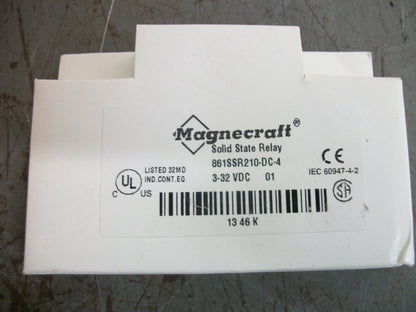 Magnecraft®
Solid State Relay
861SSR210-DC-4
3-32 VDC 01
C UL US
LISTED 32MD
IND.CONT.EQ.
CE
IEC 60947-4-2
SA
13 46 K